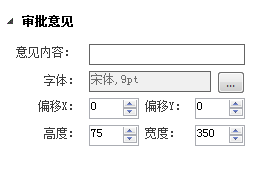 审批意见
意见内容:
字体: 宋体,9pt ...
偏移X: 0 偏移Y: 0
高度: 75 宽度: 350